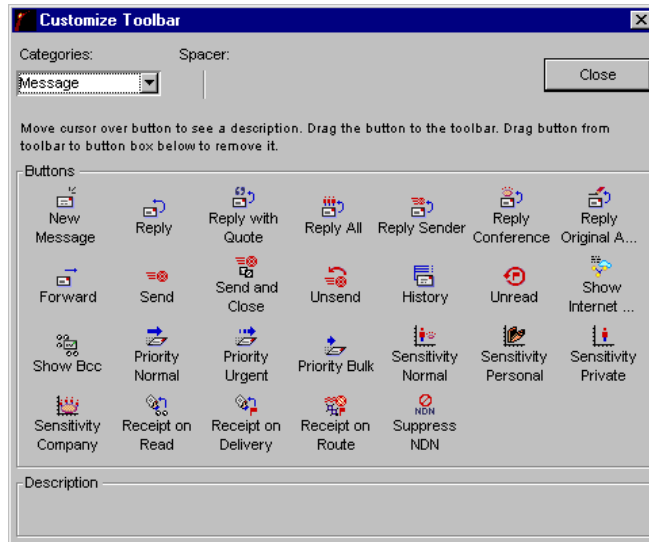 Customize Toolbar
Categories:
Spacer:
Message
Close
Move cursor over button to see a description. Drag the button to the toolbar. Drag button from
toolbar to button box below to remove it.
Buttons
New
Message
Reply
Reply with
Quote
Reply All
Reply Sender
Reply
Conference
Reply
Original A...
Forward
Send
Send and
Close
Unsend
History
Unread
Show
Internet ...
Show Bcc
Priority
Normal
Priority
Urgent
Priority Bulk
Sensitivity
Normal
Sensitivity
Personal
Sensitivity
Private
Sensitivity
Company
Receipt on
Read
Receipt on
Delivery
Receipt on
Route
NDN
Suppress
NDN
Description